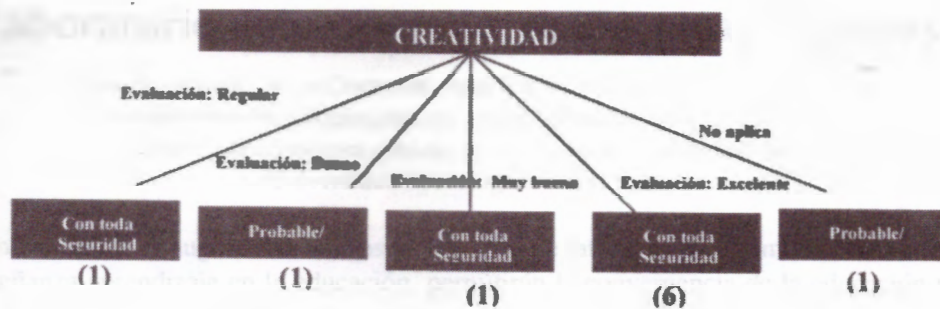 CREATIVIDAD
Evaluación: Regular
No aplica
Evaluación: Bueno
Evaluación: Muy bueno
Evaluación: Excelente
Con toda
Seguridad
(1)
Probable/
(1)
Con toda
Seguridad
(1)
Con toda
Seguridad
(6)
Probable/
(1)